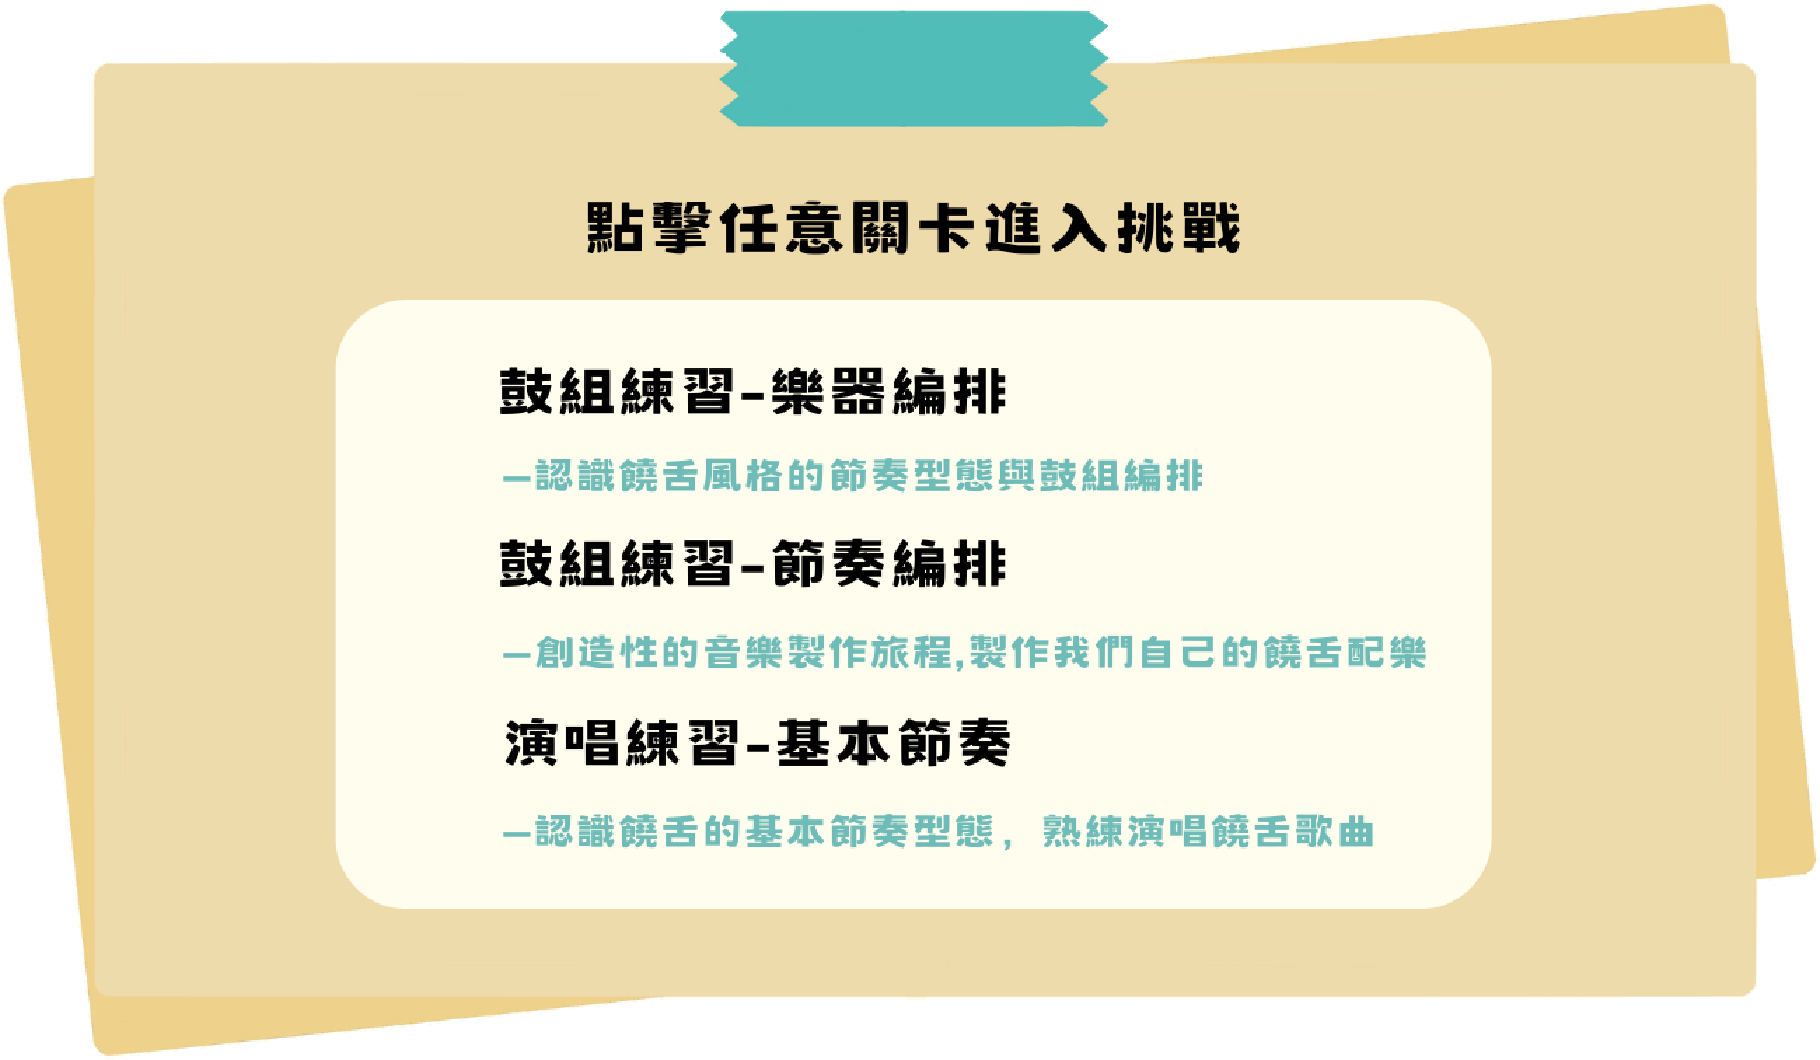 點擊任意關卡進入挑戰
鼓組練習-樂器編排
—認識饒舌風格的節奏型態與鼓組編排
鼓組練習-節奏編排
—創造性的音樂製作旅程,製作我們自己的饒舌配樂
演唱練習-基本節奏
—認識饒舌的基本節奏型態，熟練演唱饒舌歌曲